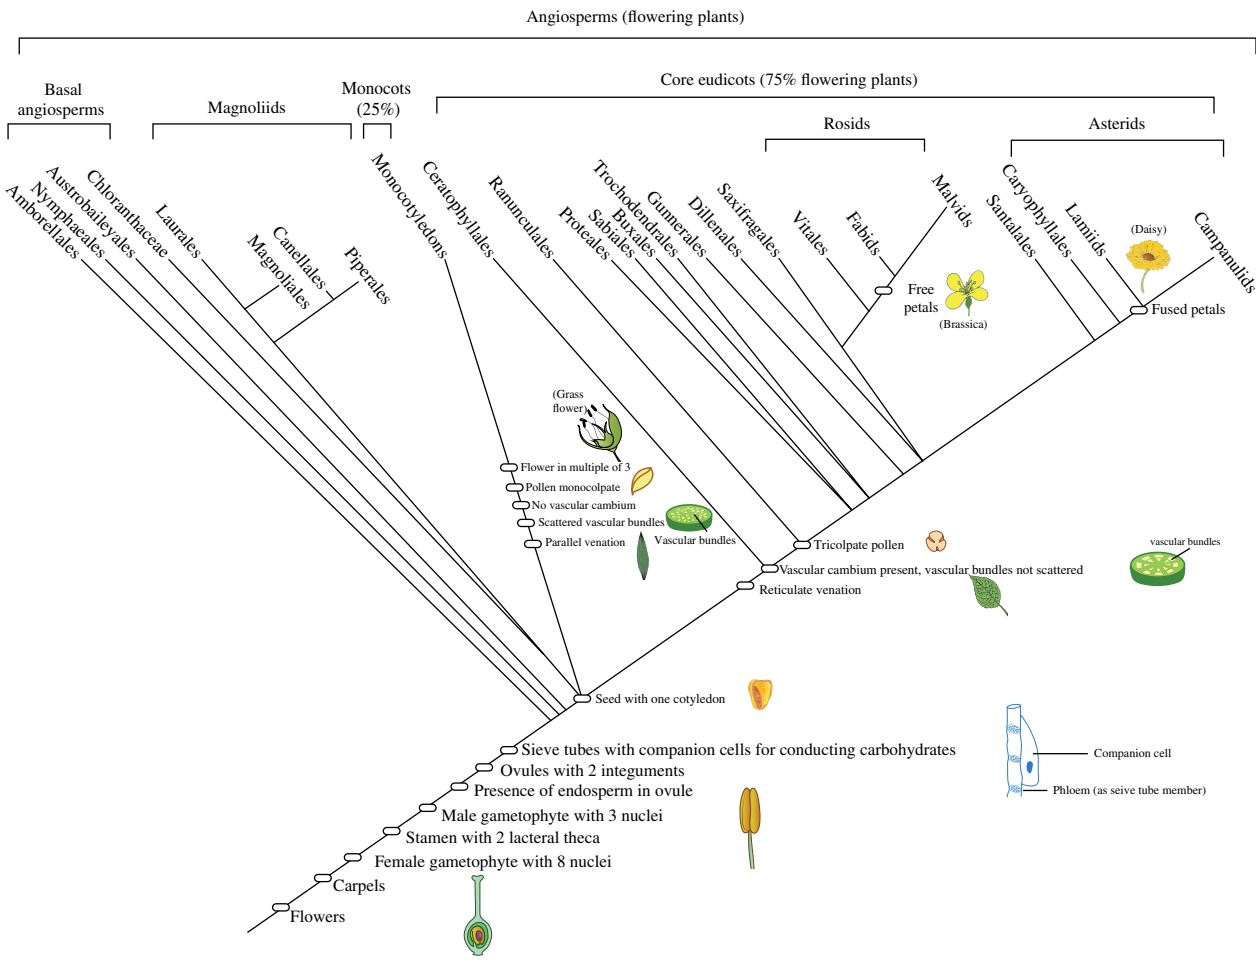 Angiosperms (flowering plants)
Basal
angiosperms
Magnoliids
Monocots
(25%)
Core eudicots (75% flowering plants)
Rosids
Asterids
Amborellales
Nymphaeales
Austrobaileyales
Chloranthaceae
Laurales
Magnoliales
Canellales
Piperales
Monocotyledons
Ceratophyllales
Ranunculales
Proteales
Sabiales
Buxales
Trochodendrales
Gunnerales
Dillenales
Saxifragales
Vitales
Fabids
Malvids
Santalales
Caryophyllales
Lamiids
Campanulids
(Daisy)
Free
petals
(Brassica)
Fused petals
(Grass
flower)
Flower in multiple of 3
Pollen monocolpate
No vascular cambium
Scattered vascular bundles
Vascular bundles
Parallel venation
Tricolpate pollen
vascular bundles
Vascular cambium present, vascular bundles not scattered
Reticulate venation
Seed with one cotyledon
Sieve tubes with companion cells for conducting carbohydrates
Companion cell
Ovules with 2 integuments
Presence of endosperm in ovule
Phloem (as seive tube member)
Male gametophyte with 3 nuclei
Stamen with 2 lacteral theca
Female gametophyte with 8 nuclei
Carpels
Flowers